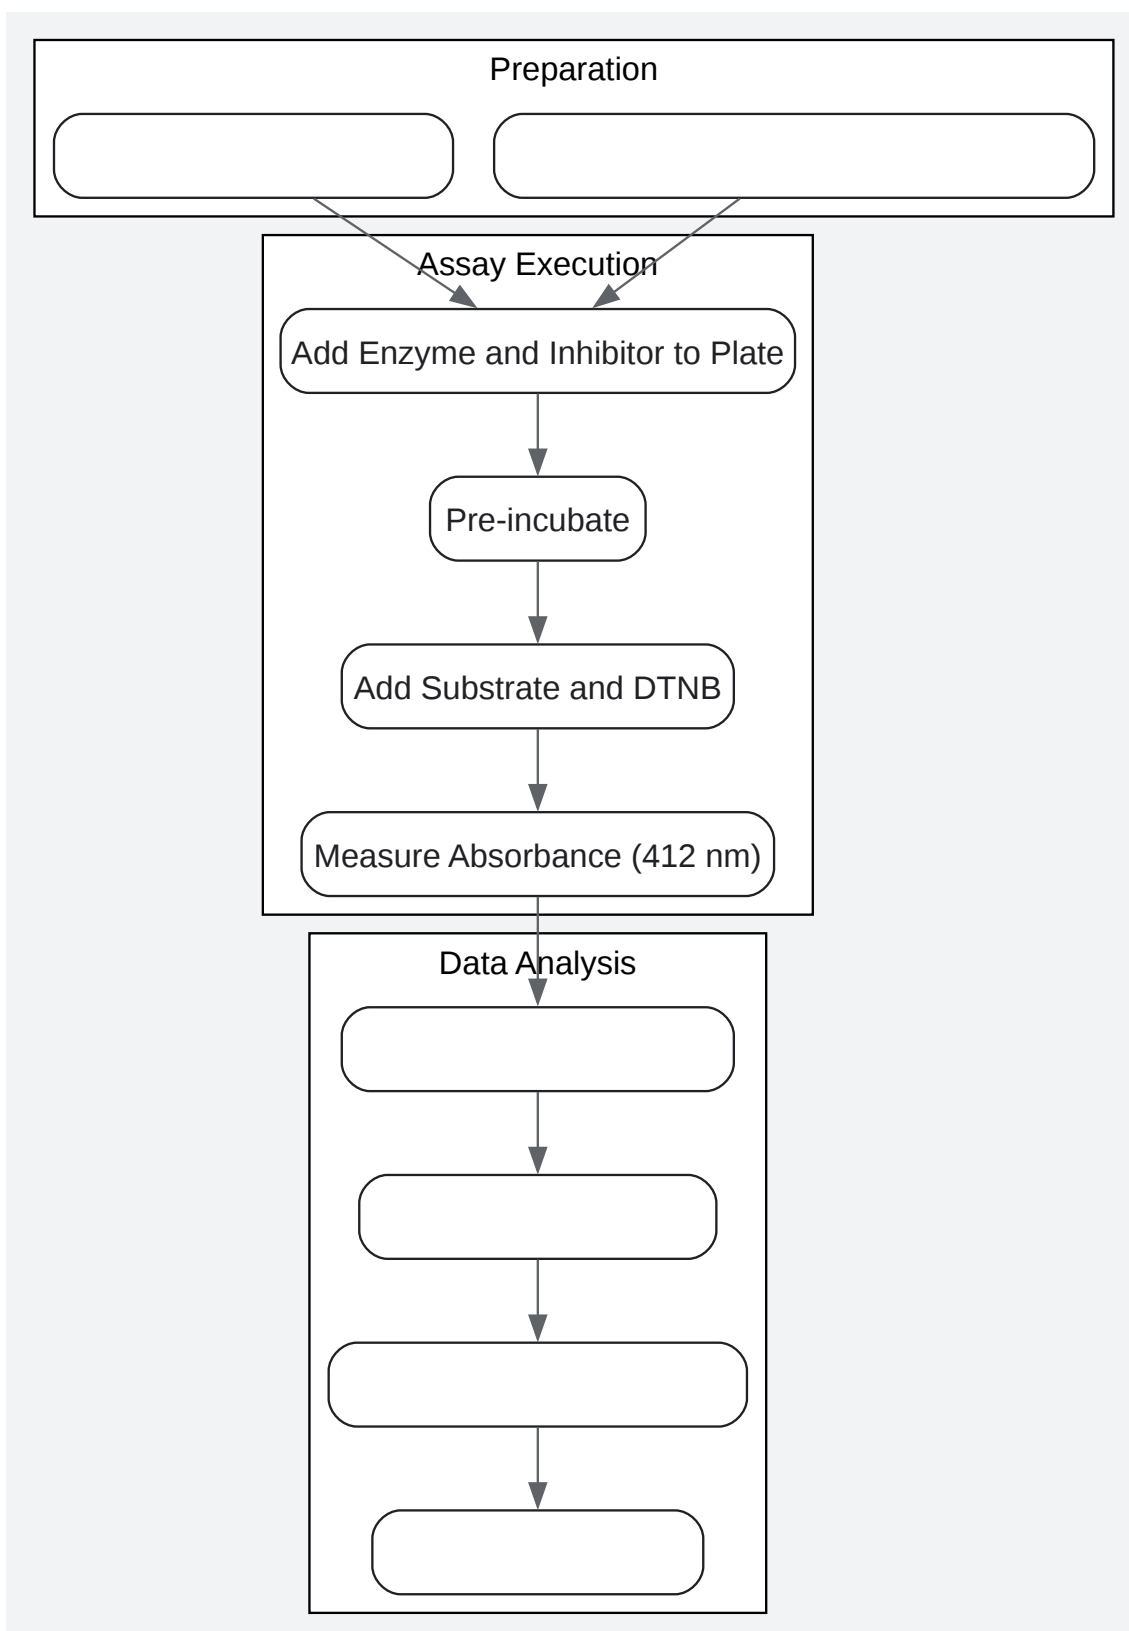 Preparation
Assay Execution
Add Enzyme and Inhibitor to Plate
Pre-incubate
Add Substrate and DTNB
Measure Absorbance (412 nm)
Data Analysis